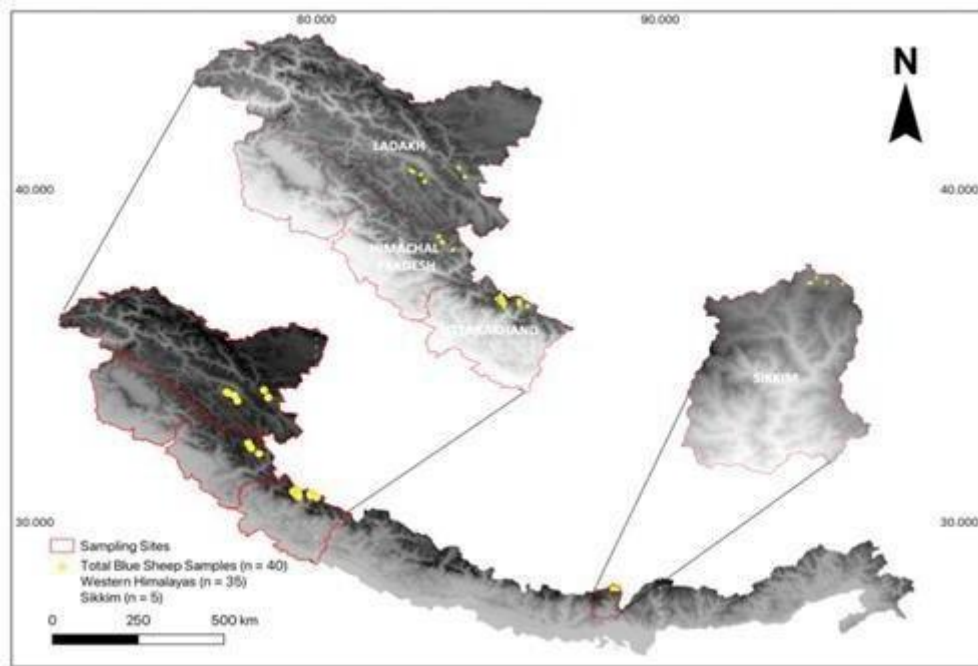 80.000 90.000
N
LADAKH
40.000 40.000
HIMACHAL
PRADESH
UTTARAKHAND
SIKKIM
30.000 30.000
Sampling Sites
Total Blue Sheep Samples (n = 40)
Western Himalayas (n = 35)
Sikkim (n = 5)
0 250 500 km